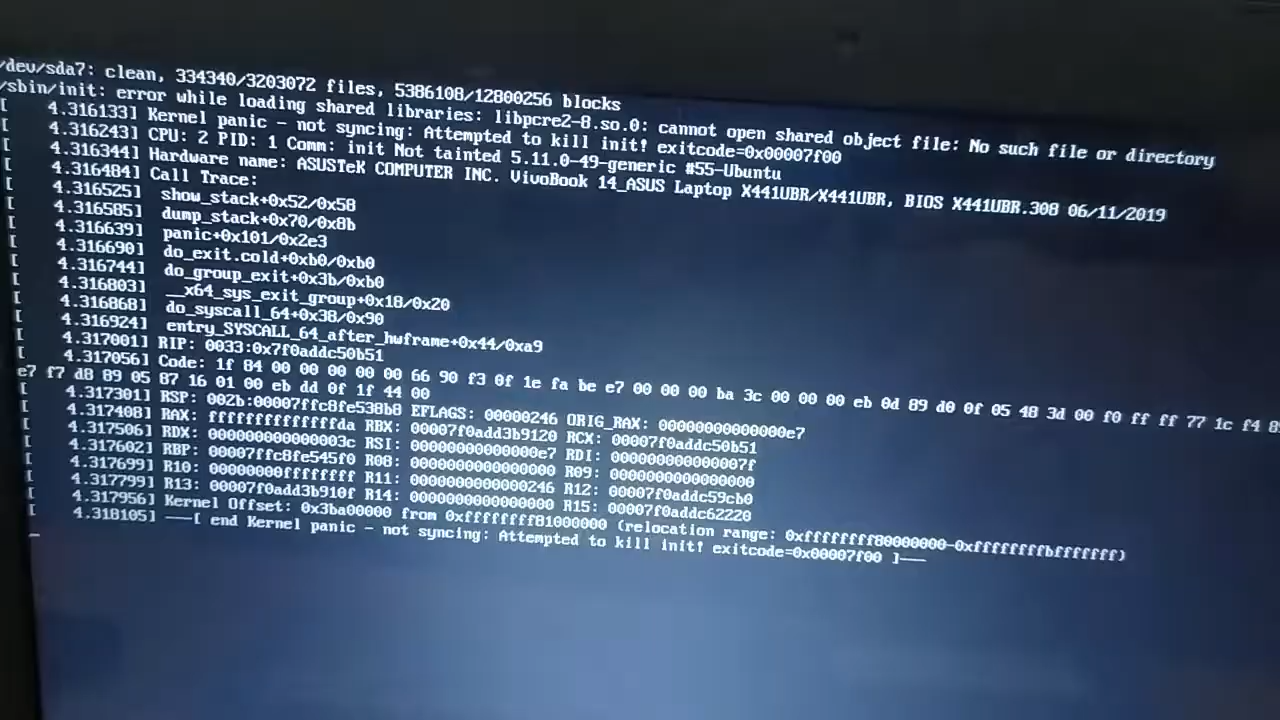 /dev/sda7: clean, 334340/3203072 files, 5386108/12800256 blocks
/sbin/init: error while loading shared libraries: libpcre2-8.so.0: cannot open shared object file: No such file or directory
[    4.316133] Kernel panic - not syncing: Attempted to kill init! exitcode=0x00007f00
[    4.316243] CPU: 2 PID: 1 Comm: init Not tainted 5.11.0-49-generic #55-Ubuntu
[    4.316344] Hardware name: ASUSTeK COMPUTER INC. VivoBook 14_ASUS Laptop X441UBR/X441UBR, BIOS X441UBR.308 06/11/2019
[    4.316484] Call Trace:
[    4.316525]  show_stack+0x52/0x58
[    4.316585]  dump_stack+0x70/0x8b
[    4.316639]  panic+0x101/0x2e3
[    4.316690]  do_exit.cold+0xb0/0xb0
[    4.316744]  do_group_exit+0x3b/0xb0
[    4.316803]  __x64_sys_exit_group+0x18/0x20
[    4.316868]  do_syscall_64+0x38/0x90
[    4.316924]  entry_SYSCALL_64_after_hwframe+0x44/0xa9
[    4.317001] RIP: 0033:0x7f0addc50b51
[    4.317056] Code: 1f 84 00 00 00 00 00 66 90 f3 0f 1e fa be e7 00 00 00 ba 3c 00 00 00 eb 0d 89 d0 0f 05 48 3d 00 f0 ff ff 77 1c f4 89
e7 f7 d8 89 05 87 16 01 00 eb dd 0f 1f 44 00
[    4.317301] RSP: 002b:00007ffc8fe538b8 EFLAGS: 00000246 ORIG_RAX: 00000000000000e7
[    4.317408] RAX: ffffffffffffffda RBX: 00007f0add3b9120 RCX: 00007f0addc50b51
[    4.317506] RDX: 000000000000003c RSI: 00000000000000e7 RDI: 000000000000007f
[    4.317602] RBP: 00007ffc8fe545f0 R08: 0000000000000000 R09: 0000000000000000
[    4.317699] R10: 00000000ffffffff R11: 0000000000000246 R12: 00007f0addc59cb0
[    4.317799] R13: 00007f0add3b910f R14: 0000000000000000 R15: 00007f0addc62220
[    4.317956] Kernel Offset: 0x3ba00000 from 0xffffffff81000000 (relocation range: 0xffffffff80000000-0xffffffffbfffffff)
[    4.318105] ---[ end Kernel panic - not syncing: Attempted to kill init! exitcode=0x00007f00 ]---